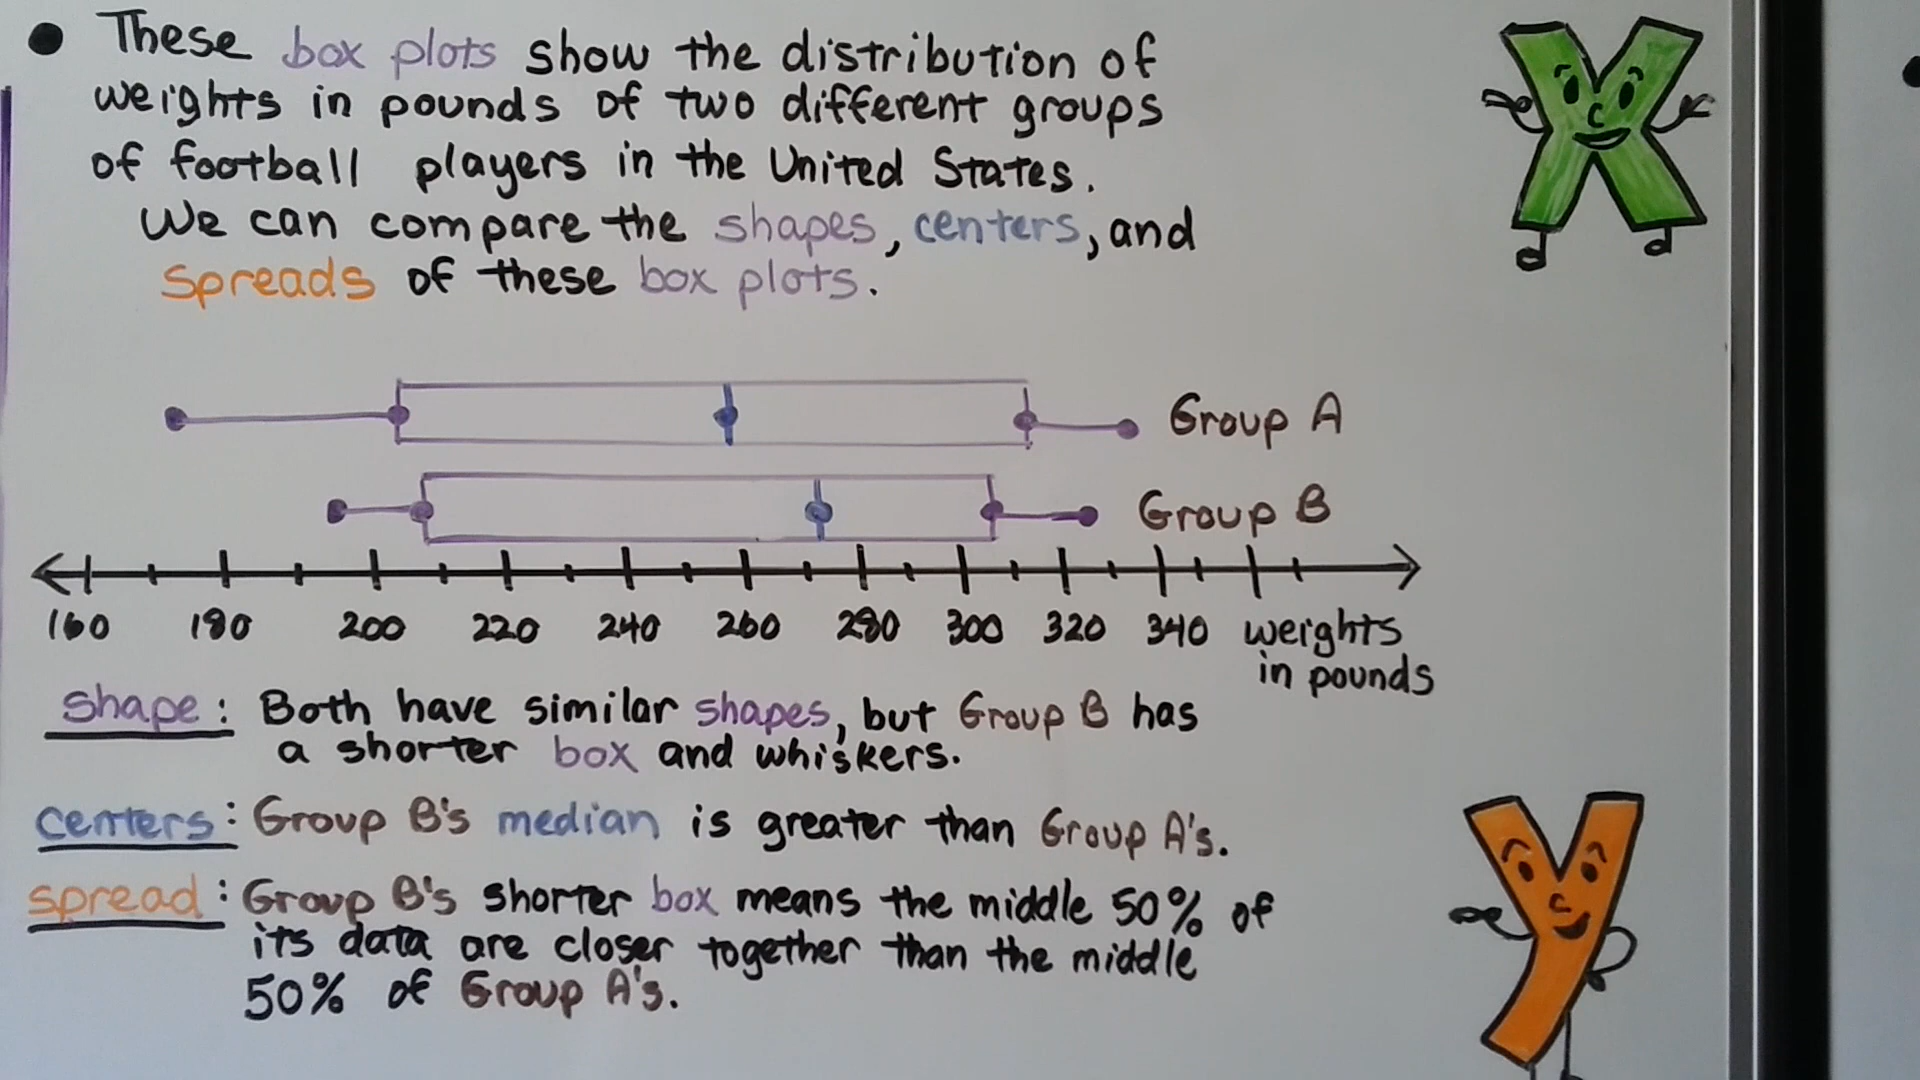 • These box plots show the distribution of
weights in pounds of two different groups
of football players in the United States.
We can compare the shapes, centers, and
spreads of these box plots.
Group A
Group B
160 180 200 220 240 260 280 300 320 340 weights
in pounds
shape: Both have similar shapes, but Group B has
a shorter box and whiskers.
centers: Group B's median is greater than Group A's.
spread: Group B's shorter box means the middle 50% of
its data are closer together than the middle
50% of Group A's.